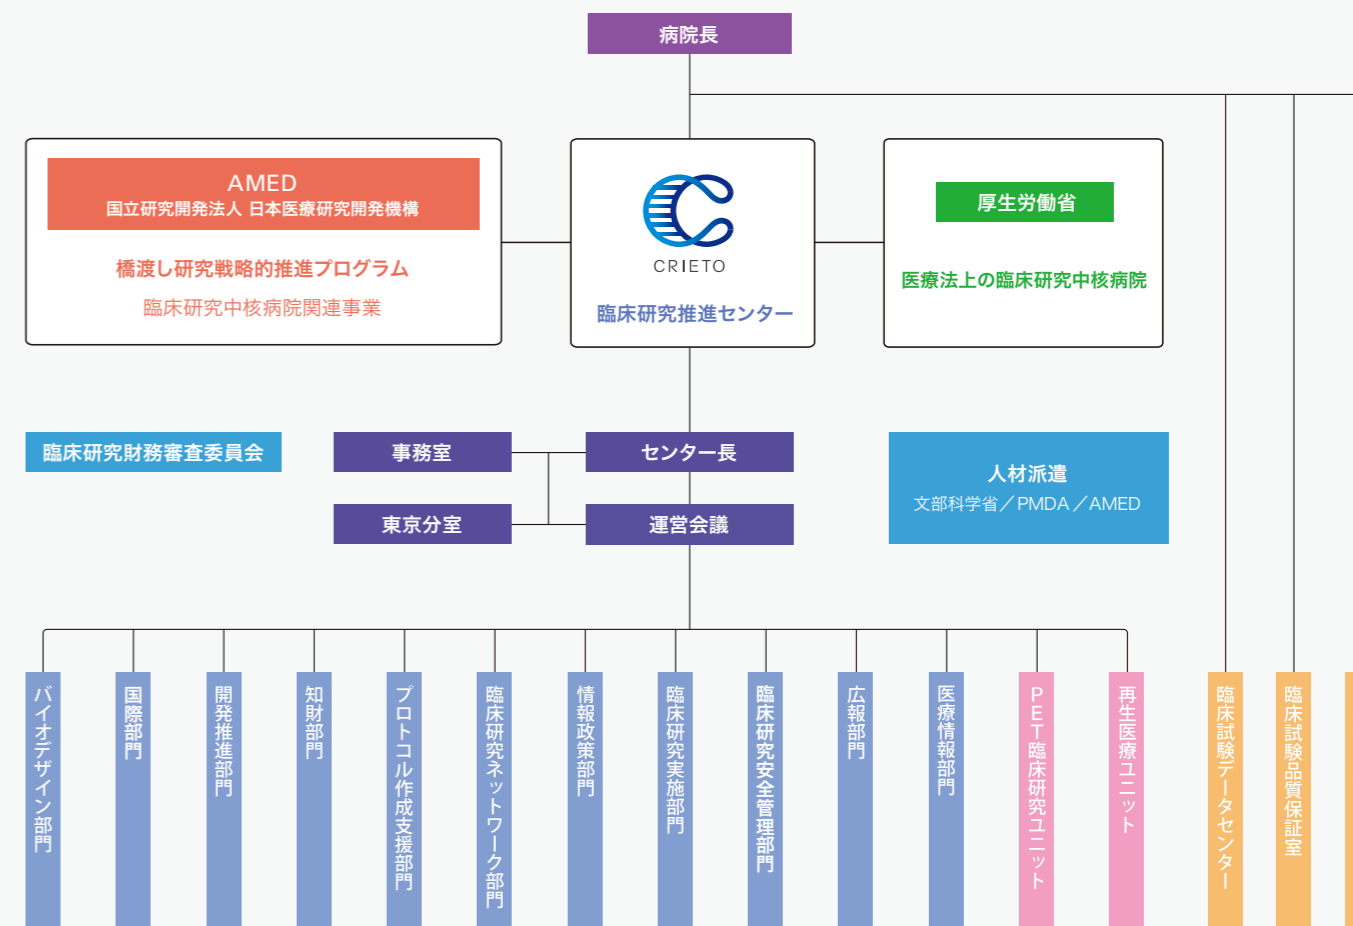 病院長
AMED
国立研究開発法人 日本医療研究開発機構
橋渡し研究戦略的推進プログラム
臨床研究中核病院関連事業
CRIETO
臨床研究推進センター
厚生労働省
医療法上の臨床研究中核病院
臨床研究財務審査委員会
事務室
センター長
東京分室
運営会議
人材派遣
文部科学省／PMDA／AMED
バイオデザイン部門
国際部門
開発推進部門
知財部門
プロトコル作成支援部門
臨床研究ネットワーク部門
情報政策部門
臨床研究実施部門
臨床研究安全管理部門
広報部門
医療情報部門
PET臨床研究ユニット
再生医療ユニット
臨床試験データセンター
臨床試験品質保証室